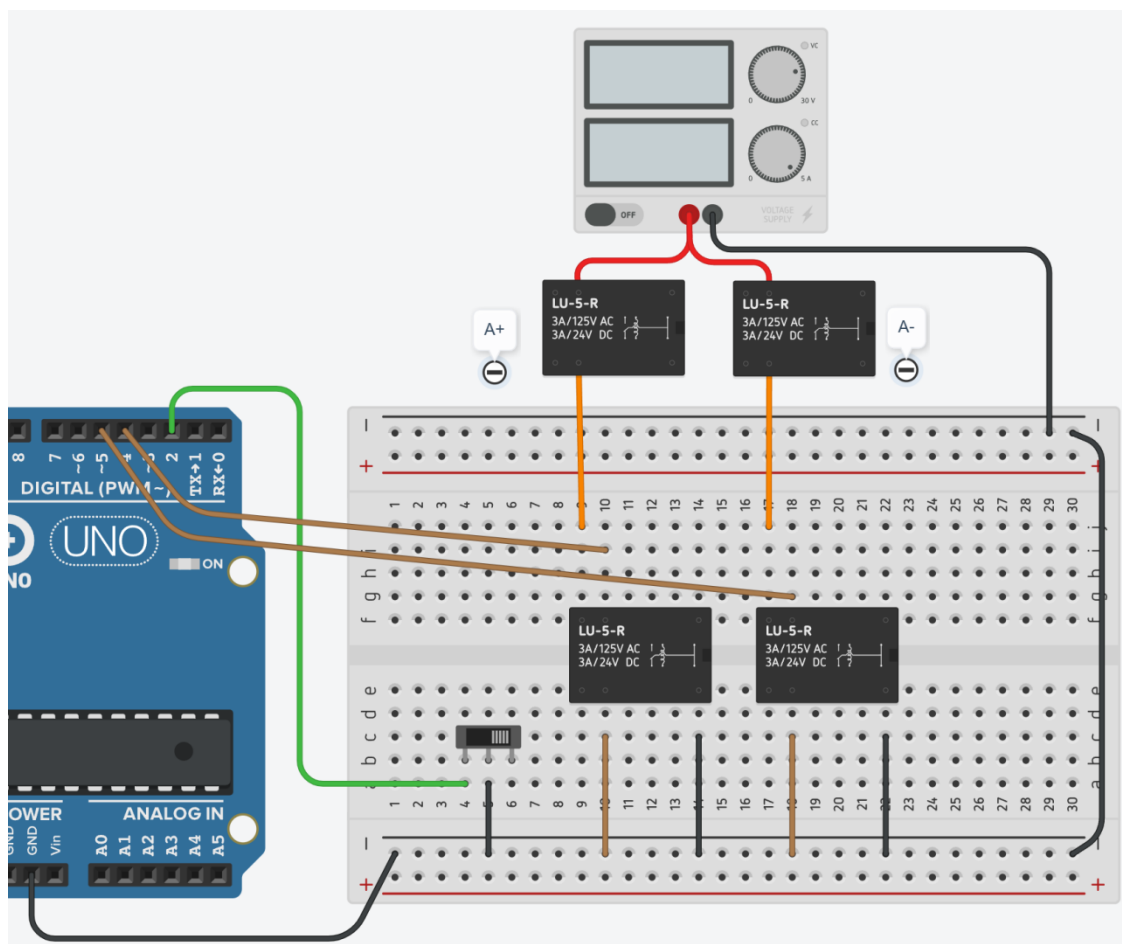 VC
0
30 V
CC
0
5 A
OFF
VOLTAGE
SUPPLY
LU-5-R
3A/125V AC
3A/24V DC
LU-5-R
3A/125V AC
3A/24V DC
A+
A-
8
7
~6
~5
4
2
TX→1
RX←0
DIGITAL (PWM~)
UNO
NO
ON
- -
+ +
1 2 3 4 5 6 7 8 9 10 11 12 13 14 15 16 17 18 19 20 21 22 23 24 25 26 27 28 29 30
j j
i i
h h
g g
f f
LU-5-R
3A/125V AC
3A/24V DC
LU-5-R
3A/125V AC
3A/24V DC
e e
d d
c c
b b
a a
1 2 3 4 5 6 7 8 9 10 11 12 13 14 15 16 17 18 19 20 21 22 23 24 25 26 27 28 29 30
- -
+ +
OWER
ANALOG IN
GND
GND
Vin
A0
A1
A2
A3
A4
A5